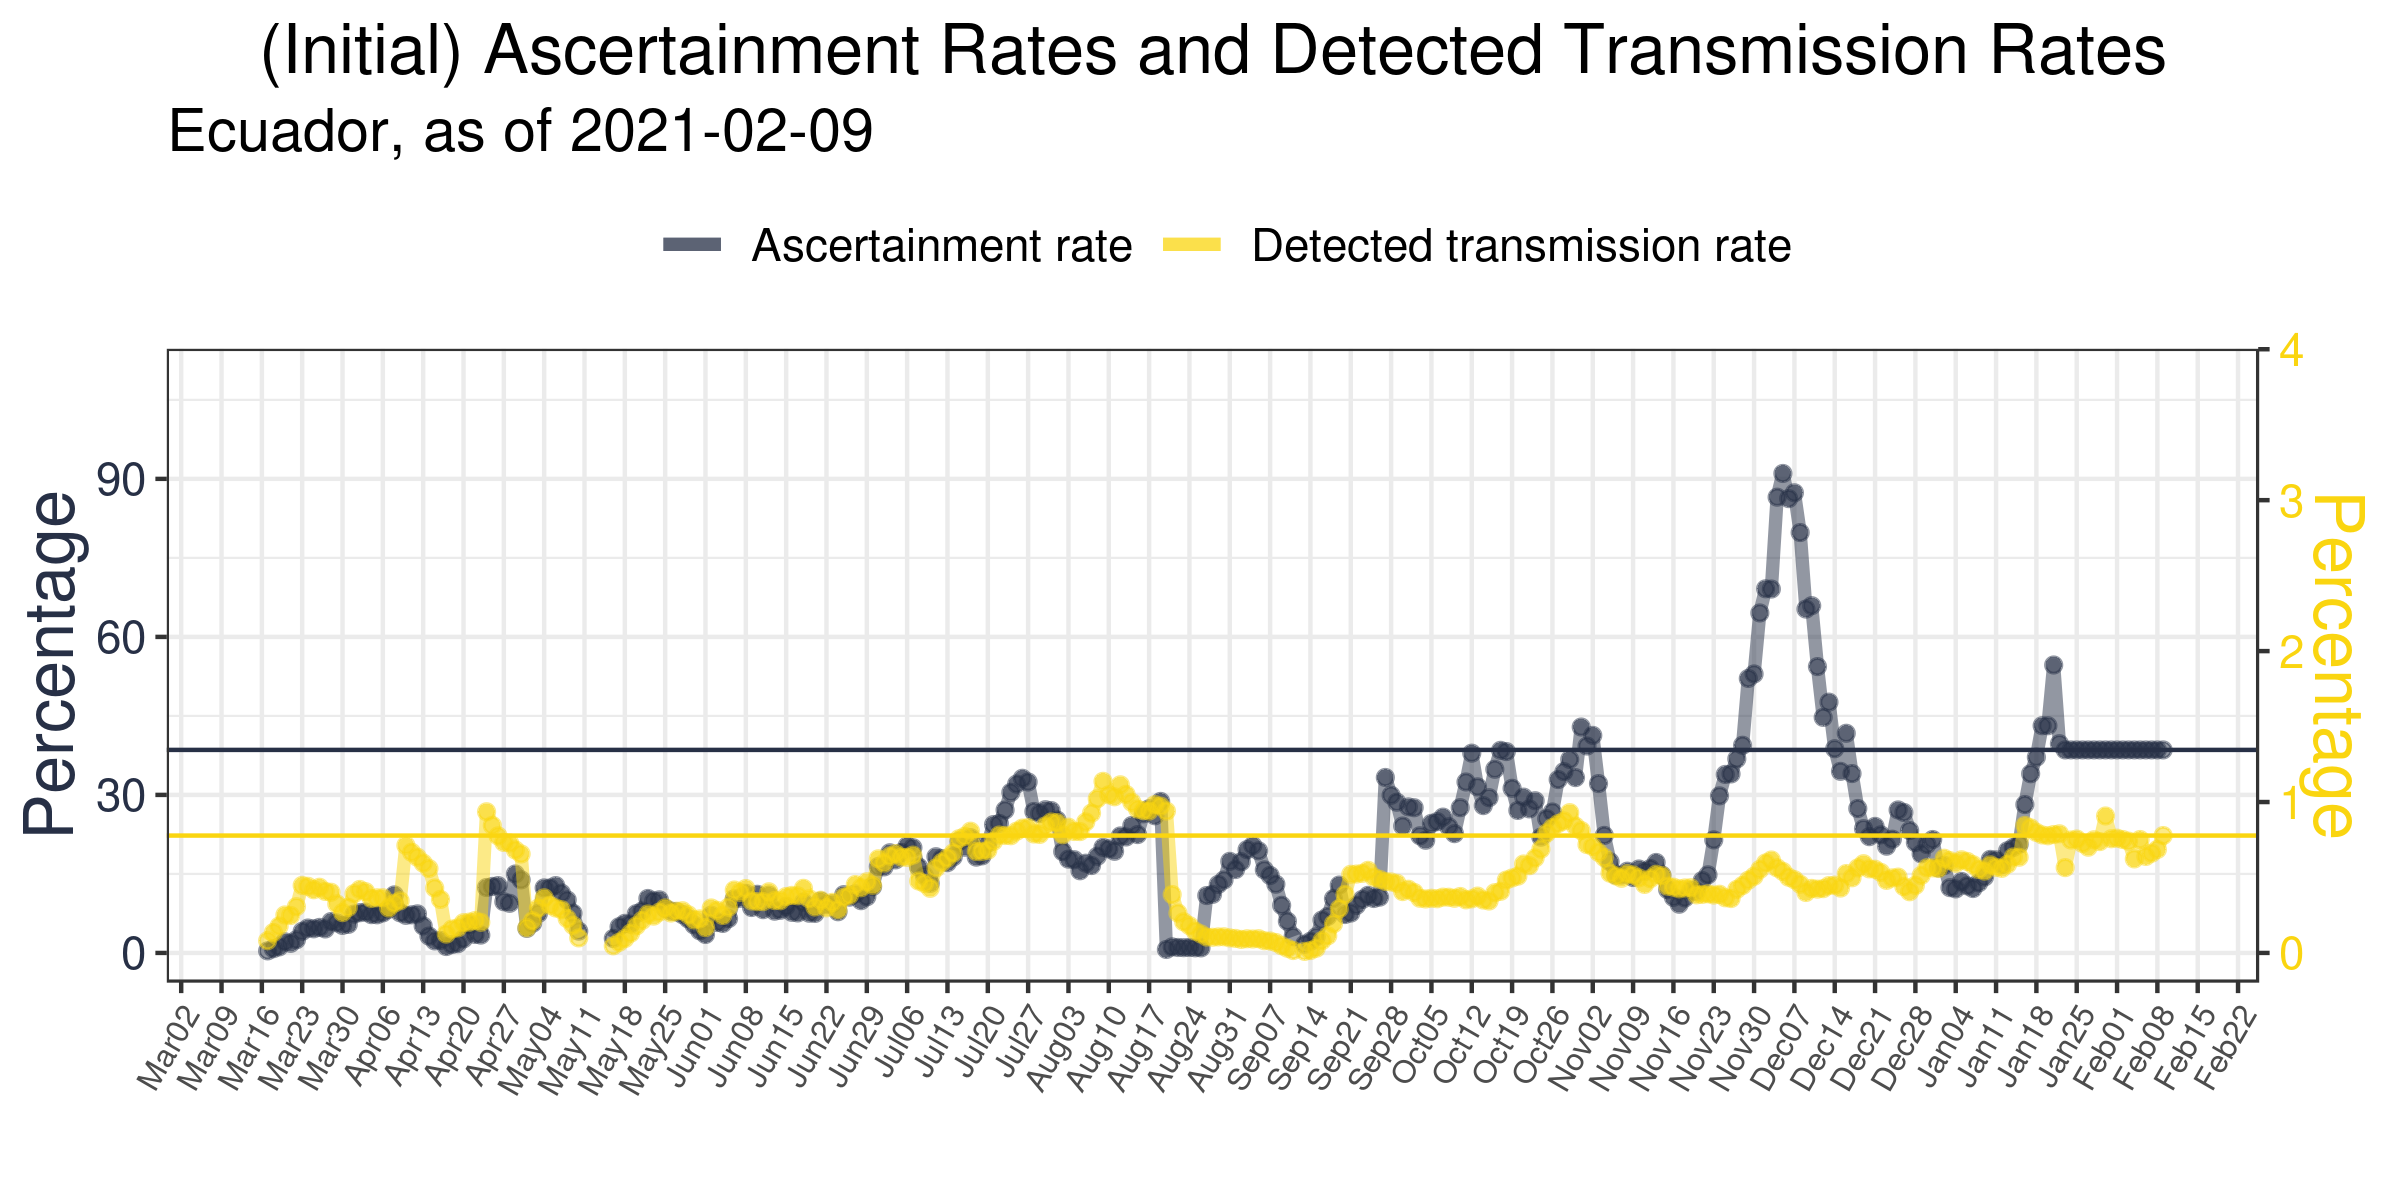 (Initial) Ascertainment Rates and Detected Transmission Rates
Ecuador, as of 2021-02-09
Ascertainment rate
Detected transmission rate
Percentage
90
60
30
0
4
3
2
1
0
Percentage
Mar02
Mar09
Mar16
Mar23
Mar30
Apr06
Apr13
Apr20
Apr27
May04
May11
May18
May25
Jun01
Jun08
Jun15
Jun22
Jun29
Jul06
Jul13
Jul20
Jul27
Aug03
Aug10
Aug17
Aug24
Aug31
Sep07
Sep14
Sep21
Sep28
Oct05
Oct12
Oct19
Oct26
Nov02
Nov09
Nov16
Nov23
Nov30
Dec07
Dec14
Dec21
Dec28
Jan04
Jan11
Jan18
Jan25
Feb01
Feb08
Feb15
Feb22